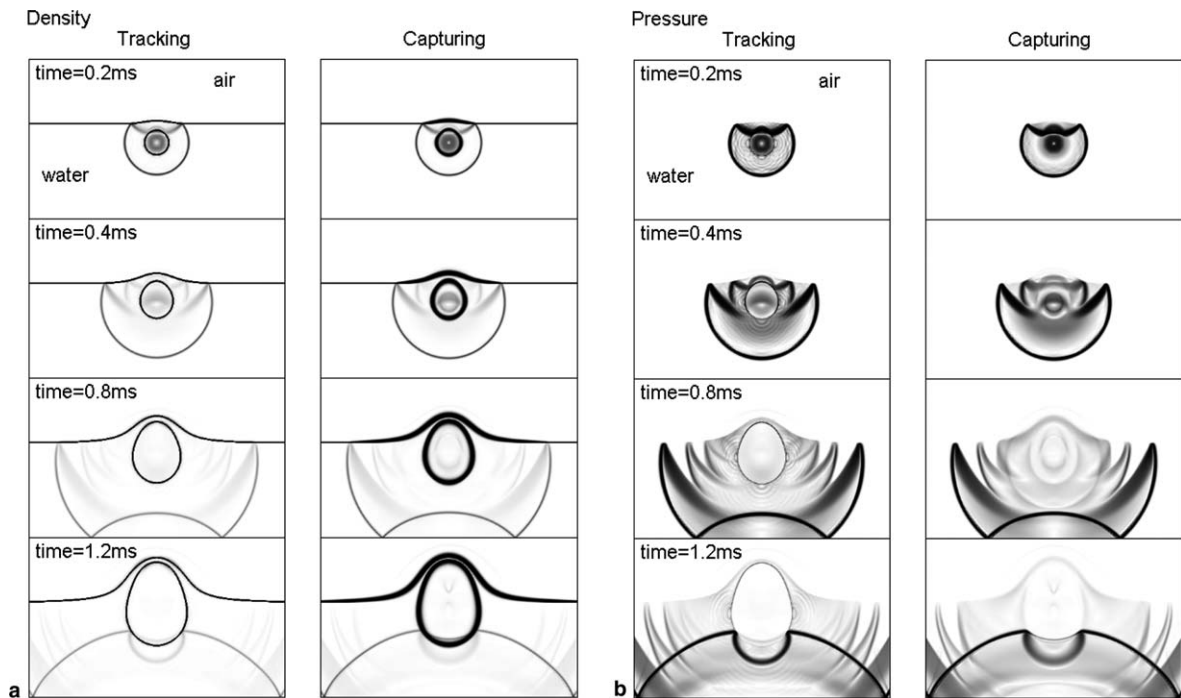 Density
Tracking
Capturing
time=0.2ms
air
water
time=0.4ms
time=0.8ms
time=1.2ms
a
Pressure
Tracking
Capturing
time=0.2ms
air
water
time=0.4ms
time=0.8ms
time=1.2ms
b